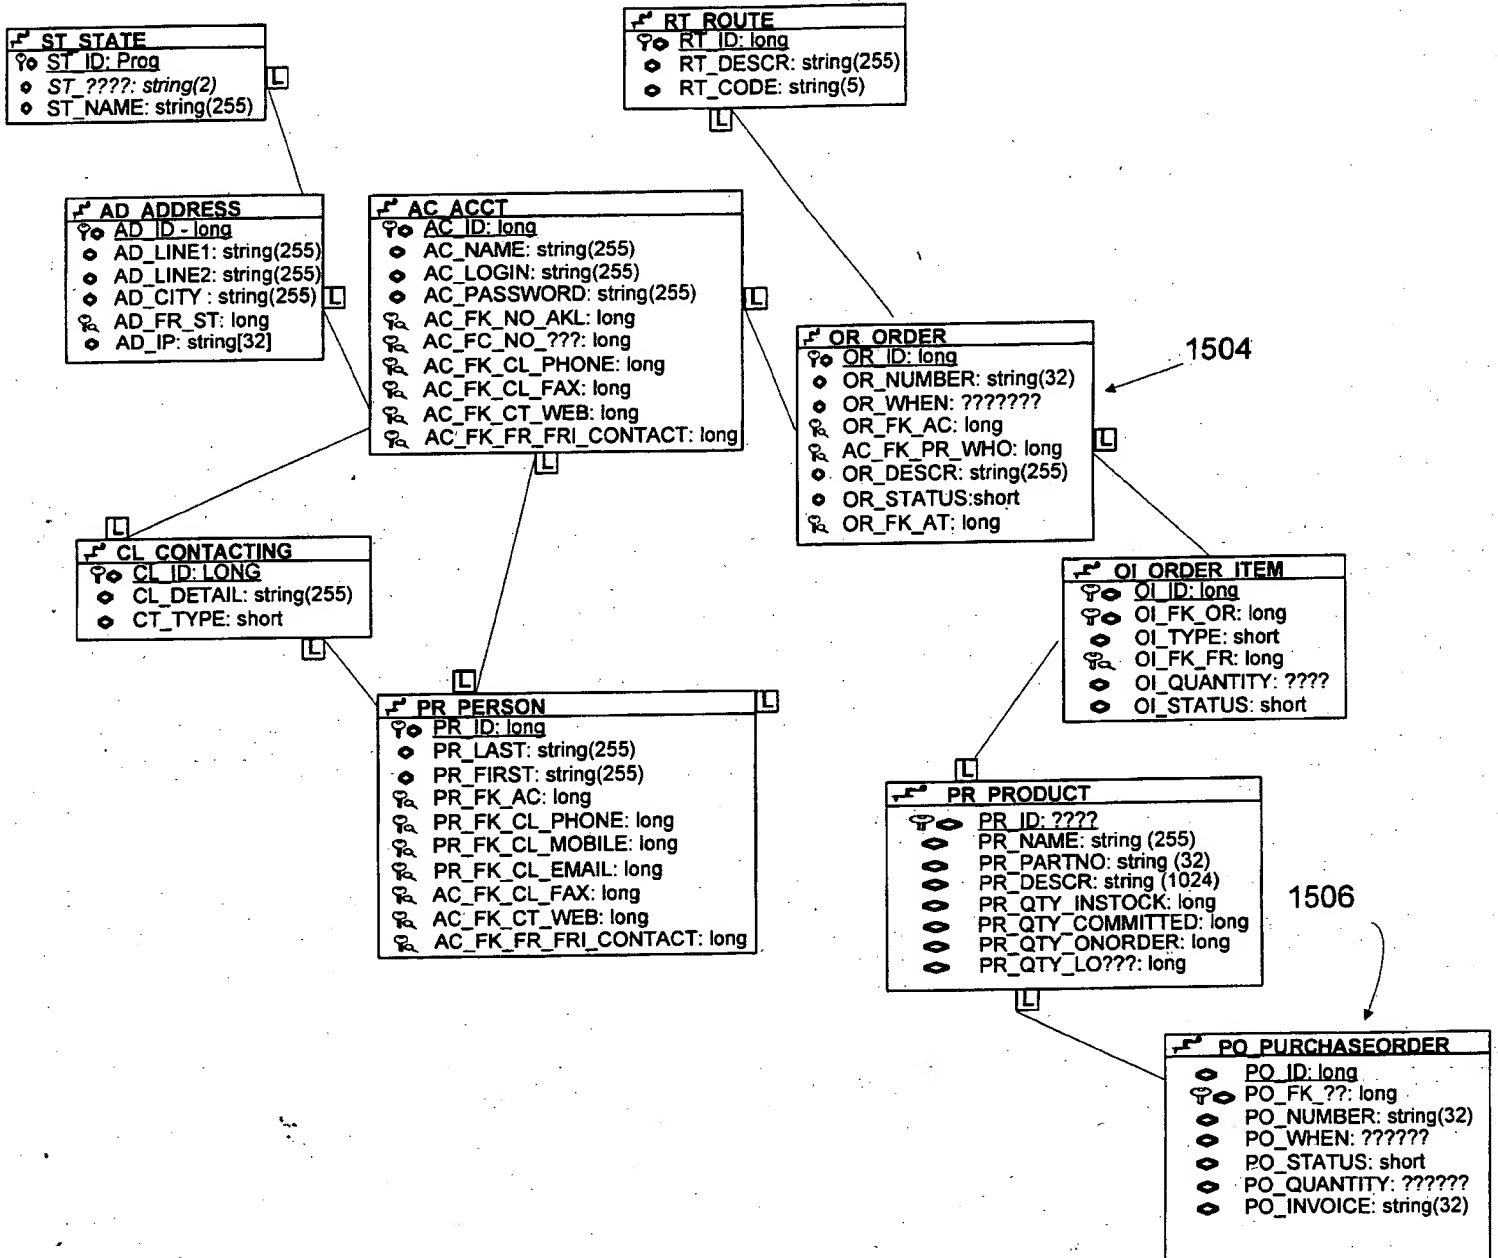 ST_STATE
ST_ID: Prog
ST_????: string(2)
ST_NAME: string(255)
L
RT_ROUTE
RT_ID: long
RT_DESCR: string(255)
RT_CODE: string(5)
L
AD_ADDRESS
AD_ID - long
AD_LINE1: string(255)
AD_LINE2: string(255)
AD_CITY : string(255)
AD_FR_ST: long
AD_IP: string[32]
L
AC_ACCT
AC_ID: long
AC_NAME: string(255)
AC_LOGIN: string(255)
AC_PASSWORD: string(255)
AC_FK_NO_AKL: long
AC_FC_NO_???: long
AC_FK_CL_PHONE: long
AC_FK_CL_FAX: long
AC_FK_CT_WEB: long
AC_FK_FR_FRI_CONTACT: long
L
L
OR_ORDER
OR_ID: long
OR_NUMBER: string(32)
OR_WHEN: ???????
OR_FK_AC: long
AC_FK_PR_WHO: long
OR_DESCR: string(255)
OR_STATUS:short
OR_FK_AT: long
L
1504
L
CL_CONTACTING
CL_ID: LONG
CL_DETAIL: string(255)
CT_TYPE: short
L
OI_ORDER_ITEM
OI_ID: long
OI_FK_OR: long
OI_TYPE: short
OI_FK_FR: long
OI_QUANTITY: ????
OI_STATUS: short
L
L
PR_PERSON
PR_ID: long
PR_LAST: string(255)
PR_FIRST: string(255)
PR_FK_AC: long
PR_FK_CL_PHONE: long
PR_FK_CL_MOBILE: long
PR_FK_CL_EMAIL: long
AC_FK_CL_FAX: long
AC_FK_CT_WEB: long
AC_FK_FR_FRI_CONTACT: long
L
PR_PRODUCT
PR_ID: ????
PR_NAME: string (255)
PR_PARTNO: string (32)
PR_DESCR: string (1024)
PR_QTY_INSTOCK: long
PR_QTY_COMMITTED: long
PR_QTY_ONORDER: long
PR_QTY_LO???: long
L
1506
PO_PURCHASEORDER
PO_ID: long
PO_FK_??: long
PO_NUMBER: string(32)
PO_WHEN: ??????
PO_STATUS: short
PO_QUANTITY: ??????
PO_INVOICE: string(32)